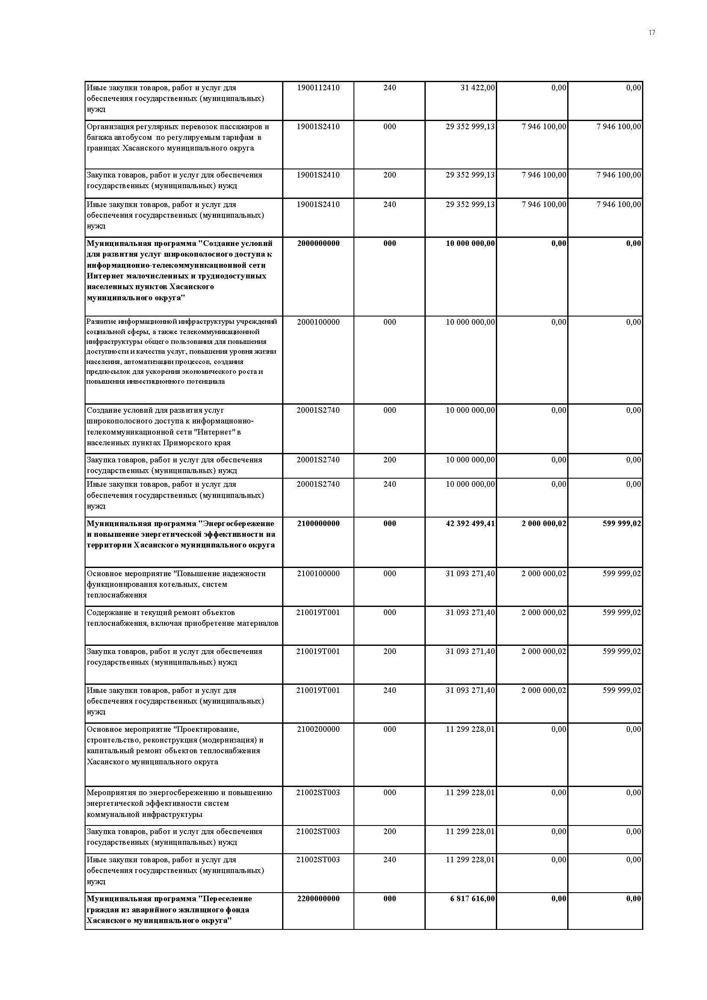 17
Иные закупки товаров, работ и услуг для 1900112410 240 31 422,00 0,00 0,00
обеспечения государственных (муниципальных)
нужд
Организация регулярных перевозок пассажиров и 19001S2410 000 29 352 999,13 7 946 100,00 7 946 100,00
багажа автобусом по регулируемым тарифам в
границах Хасанского муниципального округа
Закупка товаров, работ и услуг для обеспечения 19001S2410 200 29 352 999,13 7 946 100,00 7 946 100,00
государственных (муниципальных) нужд
Иные закупки товаров, работ и услуг для 19001S2410 240 29 352 999,13 7 946 100,00 7 946 100,00
обеспечения государственных (муниципальных)
нужд
Муниципальная программа "Создание условий 2000000000 000 10 000 000,00 0,00 0,00
для развития услуг широкополосного доступа к
информационно-телекоммуникационной сети
Интернет малочисленных и труднодоступных
населенных пунктов Хасанского
муниципального округа"
Развитие информационной инфраструктуры учреждений 2000100000 000 10 000 000,00 0,00 0,00
социальной сферы, а также телекоммуникационной
инфраструктуры общего пользования для повышения
доступности и качества услуг, повышения уровня жизни
населения, автоматизации процессов, создания
предпосылок для ускорения экономического роста и
повышения инвестиционного потенциала
Создание условий для развития услуг 20001S2740 000 10 000 000,00 0,00 0,00
широкополосного доступа к информационно-
телекоммуникационной сети "Интернет" в
населенных пунктах Приморского края
Закупка товаров, работ и услуг для обеспечения 20001S2740 200 10 000 000,00 0,00 0,00
государственных (муниципальных) нужд
Иные закупки товаров, работ и услуг для 20001S2740 240 10 000 000,00 0,00 0,00
обеспечения государственных (муниципальных)
нужд
Муниципальная программа "Энергосбережение 2100000000 000 42 392 499,41 2 000 000,02 599 999,02
и повышение энергетической эффективности на
территории Хасанского муниципального округа
Основное мероприятие "Повышение надежности 2100100000 000 31 093 271,40 2 000 000,02 599 999,02
функционирования котельных, систем
теплоснабжения
Содержание и текущий ремонт объектов 210019Т001 000 31 093 271,40 2 000 000,02 599 999,02
теплоснабжения, включая приобретение материалов
Закупка товаров, работ и услуг для обеспечения 210019Т001 200 31 093 271,40 2 000 000,02 599 999,02
государственных (муниципальных) нужд
Иные закупки товаров, работ и услуг для 210019Т001 240 31 093 271,40 2 000 000,02 599 999,02
обеспечения государственных (муниципальных)
нужд
Основное мероприятие "Проектирование, 2100200000 000 11 299 228,01 0,00 0,00
строительство, реконструкция (модернизация) и
капитальный ремонт объектов теплоснабжения
Хасанского муниципального округа
Мероприятия по энергосбережению и повышению 21002ST003 000 11 299 228,01 0,00 0,00
энергетической эффективности систем
коммунальной инфраструктуры
Закупка товаров, работ и услуг для обеспечения 21002ST003 200 11 299 228,01 0,00 0,00
государственных (муниципальных) нужд
Иные закупки товаров, работ и услуг для 21002ST003 240 11 299 228,01 0,00 0,00
обеспечения государственных (муниципальных)
нужд
Муниципальная программа "Переселение 2200000000 000 6 817 616,00 0,00 0,00
граждан из аварийного жилищного фонда
Хасанского муниципального округа"